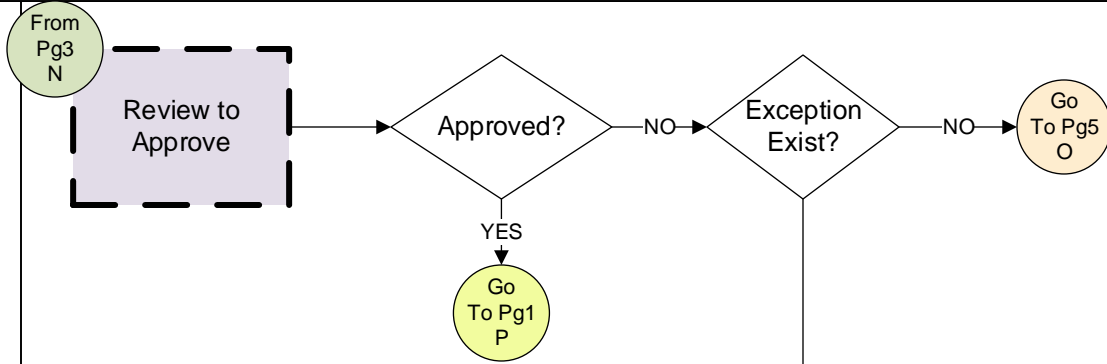 From
Pg3
N
Review to
Approve
Approved?
NO
Exception
Exist?
NO
Go
To Pg5
O
YES
Go
To Pg1
P